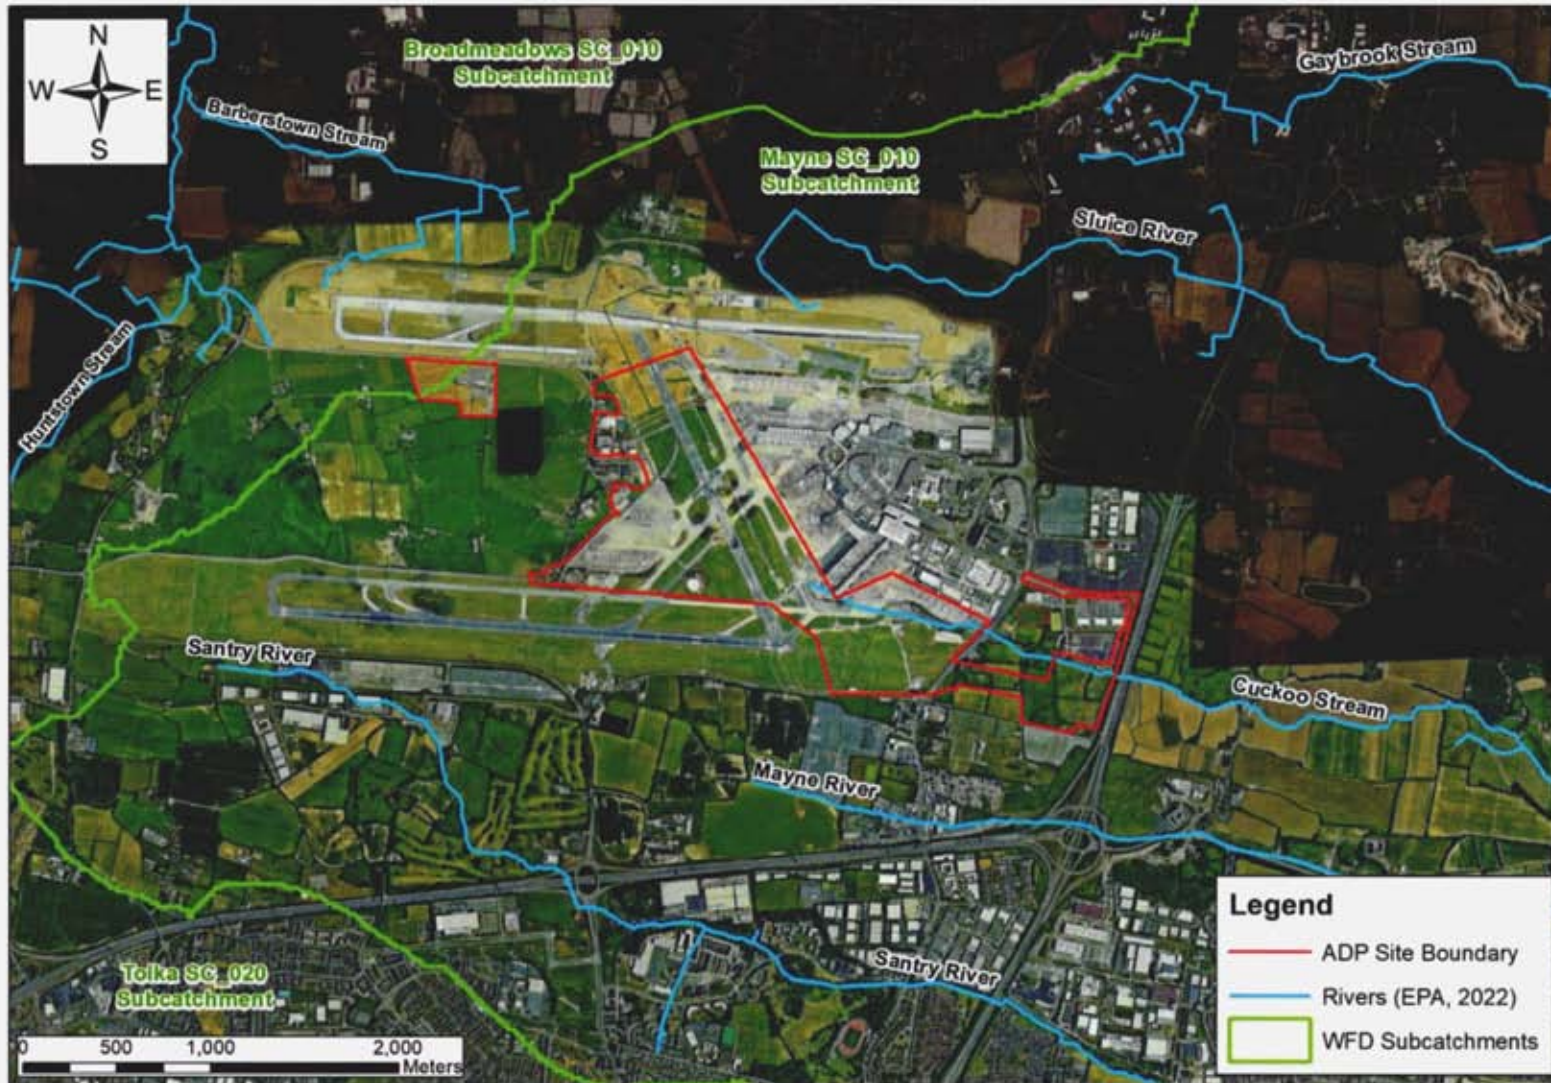 N
W E
S
Broadmeadows SC_010
Subcatchment
Gaybrook Stream
Barberstown Stream
Mayne SC_010
Subcatchment
Sluice River
Huntstown Stream
Santry River
Cuckoo Stream
Mayne River
Santry River
Tolka SC_020
Subcatchment
0 500 1,000 2,000
Meters
Legend
ADP Site Boundary
Rivers (EPA, 2022)
WFD Subcatchments